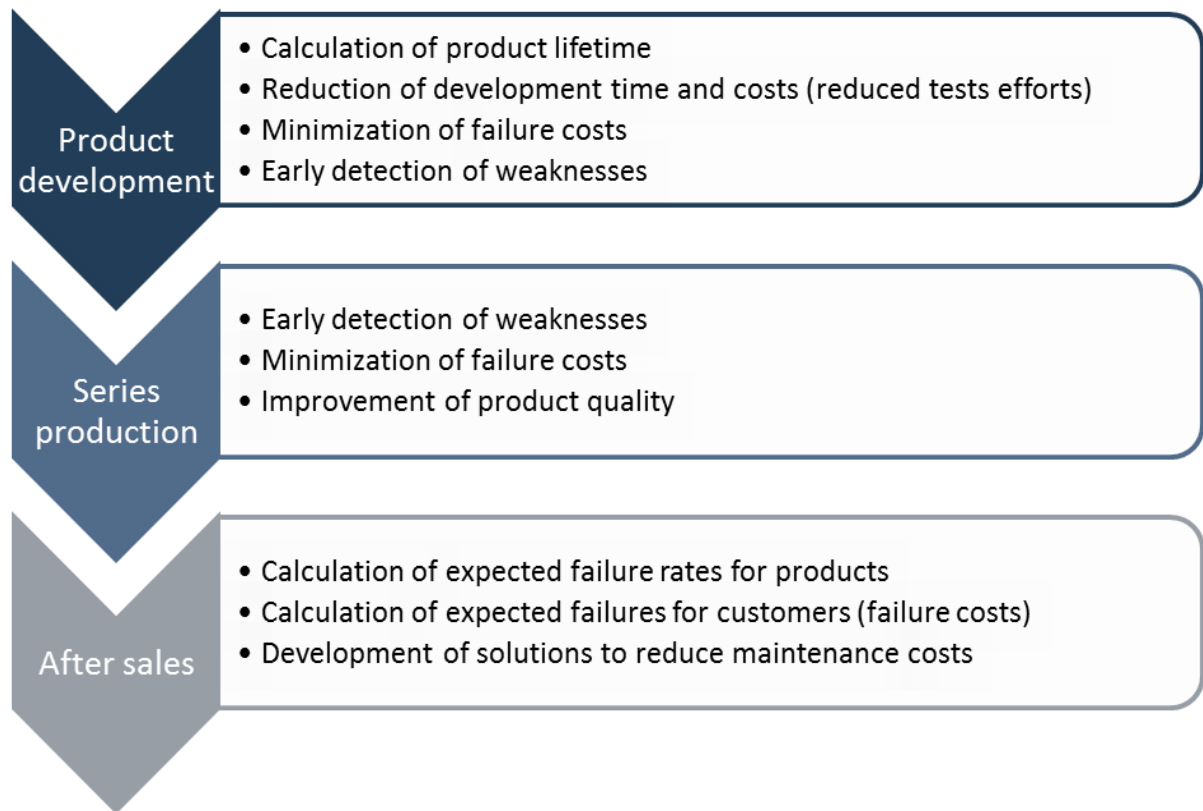 Product
development
• Calculation of product lifetime
• Reduction of development time and costs (reduced tests efforts)
• Minimization of failure costs
• Early detection of weaknesses
Series
production
• Early detection of weaknesses
• Minimization of failure costs
• Improvement of product quality
After sales
• Calculation of expected failure rates for products
• Calculation of expected failures for customers (failure costs)
• Development of solutions to reduce maintenance costs